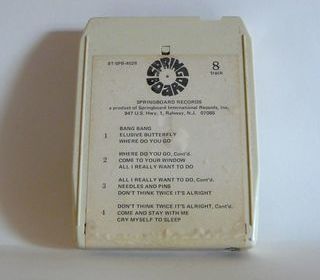 8T-SPB-4028
SPRING
BOARD
8
track
SPRINGBOARD RECORDS
a product of Springboard International Records, Inc.
947 U.S. Hwy. 1, Rahway, N.J. 07065
BANG BANG
1 ELUSIVE BUTTERFLY
WHERE DO YOU GO
WHERE DO YOU GO, Cont'd.
2 COME TO YOUR WINDOW
ALL I REALLY WANT TO DO
ALL I REALLY WANT TO DO, Cont'd.
3 NEEDLES AND PINS
DON'T THINK TWICE IT'S ALRIGHT
DON'T THINK TWICE IT'S ALRIGHT, Cont'd.
4 COME AND STAY WITH ME
CRY MYSELF TO SLEEP